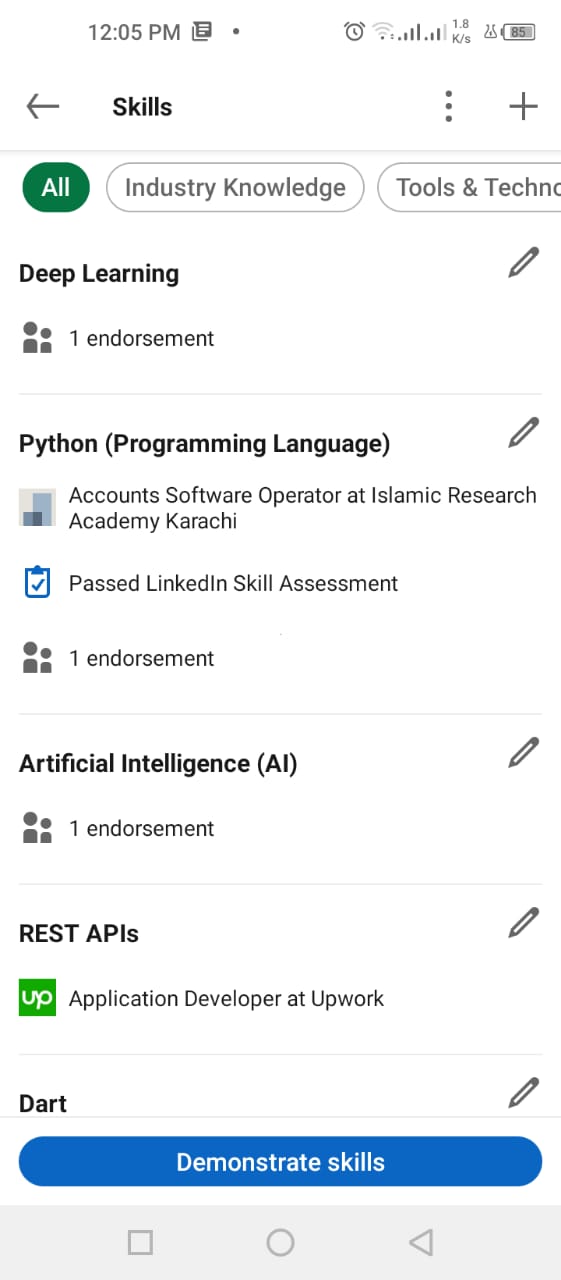 12:05 PM
1.8
K/s
85
Skills
All
Industry Knowledge
Tools & Techno
Deep Learning
1 endorsement
Python (Programming Language)
Accounts Software Operator at Islamic Research
Academy Karachi
Passed LinkedIn Skill Assessment
1 endorsement
Artificial Intelligence (AI)
1 endorsement
REST APIs
up
Application Developer at Upwork
Dart
Demonstrate skills